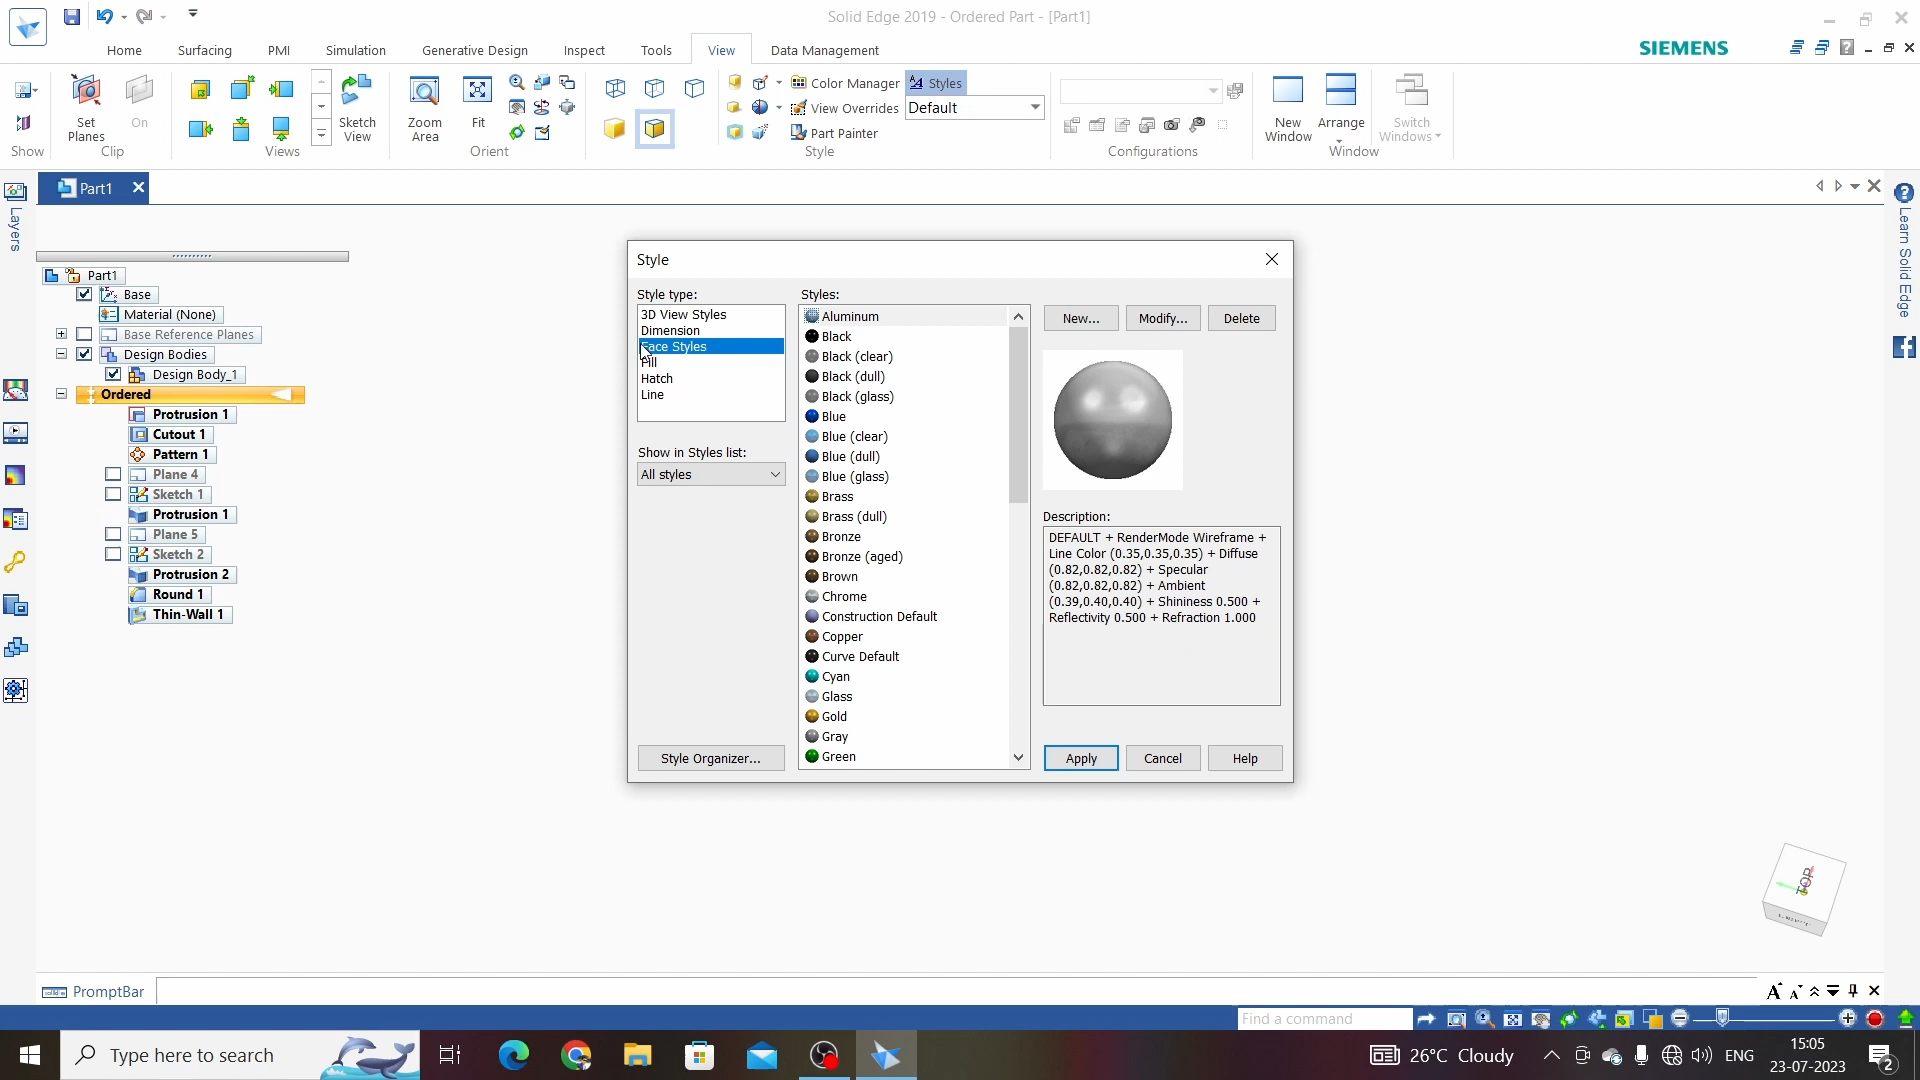 Solid Edge 2019 - Ordered Part - [Part1]
Home
Surfacing
PMI
Simulation
Generative Design
Inspect
Tools
View
Data Management
SIEMENS
Set Planes
On
Sketch View
Zoom Area
Fit
Color Manager
Styles
View Overrides
Default
Part Painter
New Window
Arrange
Switch Windows
Show
Clip
Views
Orient
Style
Configurations
Window
Part1
Layers
Learn Solid Edge
Part1
Base
Material (None)
Base Reference Planes
Design Bodies
Design Body_1
Ordered
Protrusion 1
Cutout 1
Pattern 1
Plane 4
Sketch 1
Protrusion 1
Plane 5
Sketch 2
Protrusion 2
Round 1
Thin-Wall 1
Style
Style type:
3D View Styles
Dimension
Face Styles
Fill
Hatch
Line
Show in Styles list:
All styles
Style Organizer...
Styles:
Aluminum
Black
Black (clear)
Black (dull)
Black (glass)
Blue
Blue (clear)
Blue (dull)
Blue (glass)
Brass
Brass (dull)
Bronze
Bronze (aged)
Brown
Chrome
Construction Default
Copper
Curve Default
Cyan
Glass
Gold
Gray
Green
New...
Modify...
Delete
Description:
DEFAULT + RenderMode Wireframe +
Line Color (0.35,0.35,0.35) + Diffuse
(0.82,0.82,0.82) + Specular
(0.82,0.82,0.82) + Ambient
(0.39,0.40,0.40) + Shininess 0.500 +
Reflectivity 0.500 + Refraction 1.000
Apply
Cancel
Help
TOP
PromptBar
Find a command
Type here to search
26°C Cloudy
ENG
15:05
23-07-2023
2